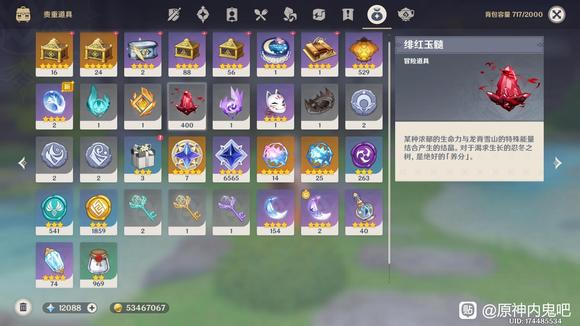 贵重道具
背包容量 717/2000
绯红玉髓
冒险道具
某种浓郁的生命力与龙脊雪山的特殊能量
结合产生的结晶。对于渴求生长的忍冬之
树，是绝好的「养分」。
16 24 2 88 56 1 1 529
新
2 1 1 400 1 1 1 2
2 1 3 7 6565 14 25 263
541 1859 2 1 1 154 2 40
74 969
12088
53467067
贴 @原神内鬼吧
UID: 174485534